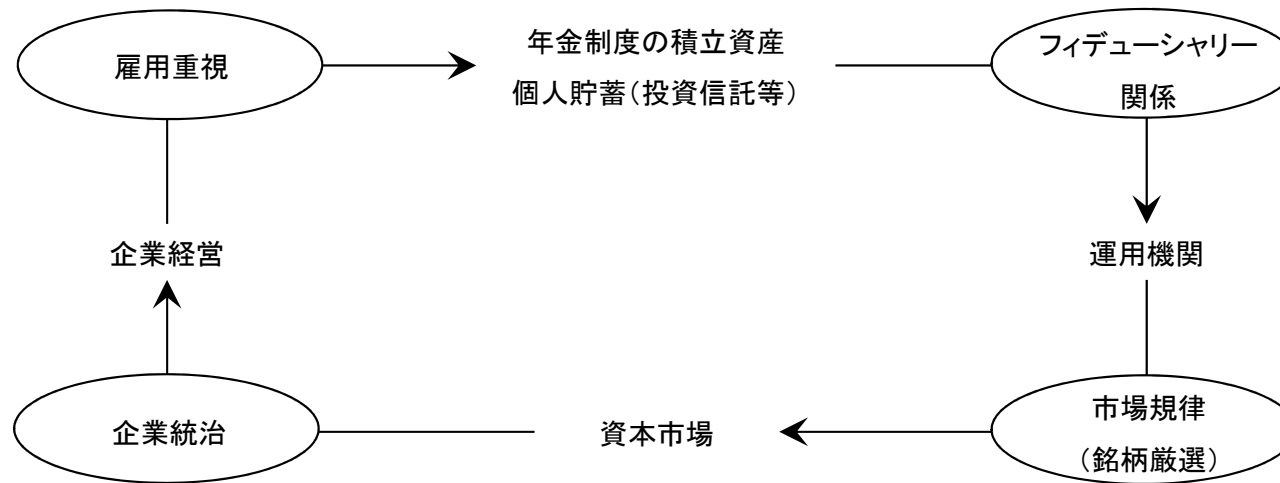 雇用重視
年金制度の積立資産
個人貯蓄（投資信託等）
フィデューシャリー
関係
企業経営
運用機関
企業統治
資本市場
市場規律
（銘柄厳選）